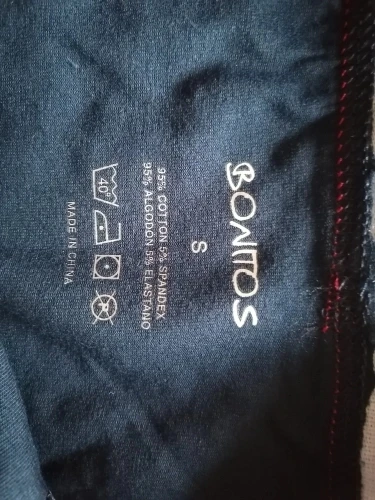 BONITOS
S
95% COTTON 5% SPANDEX
95% ALGODON 5% ELASTANO
40°
P
MADE IN CHINA